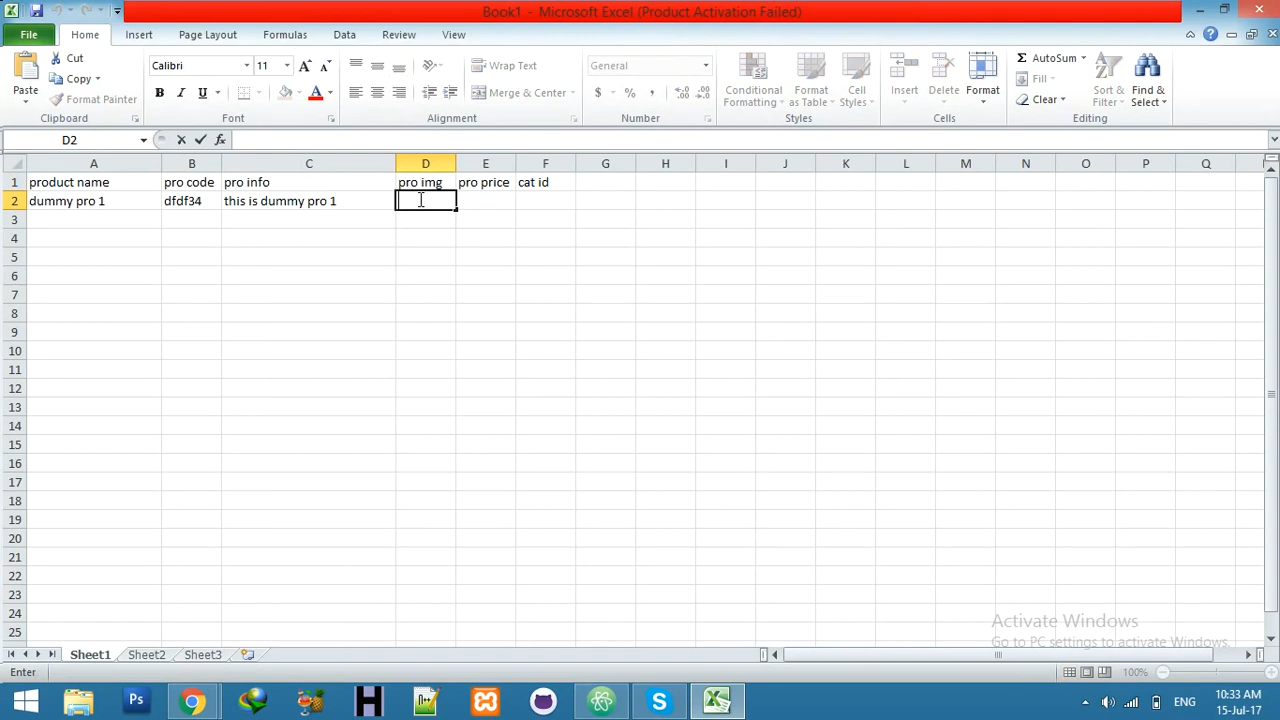 Book1 - Microsoft Excel (Product Activation Failed)
File Home Insert Page Layout Formulas Data Review View
Paste
Cut
Copy
Format Painter
Clipboard
Calibri 11
B I U
Font
Wrap Text
Merge & Center
Alignment
General
$ % ,
Number
Conditional Formatting
Format as Table
Cell Styles
Styles
Insert Delete Format
Cells
AutoSum
Fill
Clear
Sort & Filter
Find & Select
Editing
D2 fx
A B C D E F G H I J K L M N O P Q
1 product name pro code pro info pro img pro price cat id
2 dummy pro 1 dfdf34 this is dummy pro 1
3
4
5
6
7
8
9
10
11
12
13
14
15
16
17
18
19
20
21
22
23
24
25
Activate Windows
Go to PC settings to activate Windows.
Sheet1 Sheet2 Sheet3
Enter 100%
Ps H n++ S ENG
10:33 AM
15-Jul-17